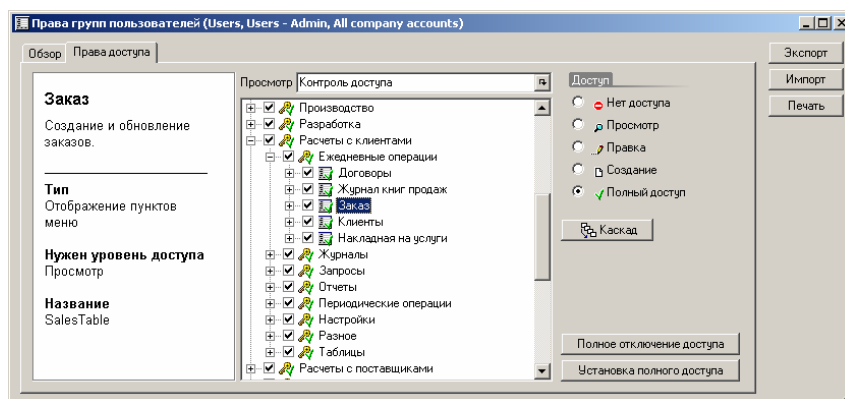 Права групп пользователей (Users, Users - Admin, All company accounts)
Обзор
Права доступа
Экспорт
Импорт
Печать
Заказ
Создание и обновление
заказов.
Тип
Отображение пунктов
меню
Нужен уровень доступа
Просмотр
Название
SalesTable
Просмотр Контроль доступа
Производство
Разработка
Расчеты с клиентами
Ежедневные операции
Договоры
Журнал книг продаж
Заказ
Клиенты
Накладная на услуги
Журналы
Запросы
Отчеты
Периодические операции
Настройки
Разное
Таблицы
Расчеты с поставщиками
Доступ
Нет доступа
Просмотр
Правка
Создание
Полный доступ
Каскад
Полное отключение доступа
Установка полного доступа